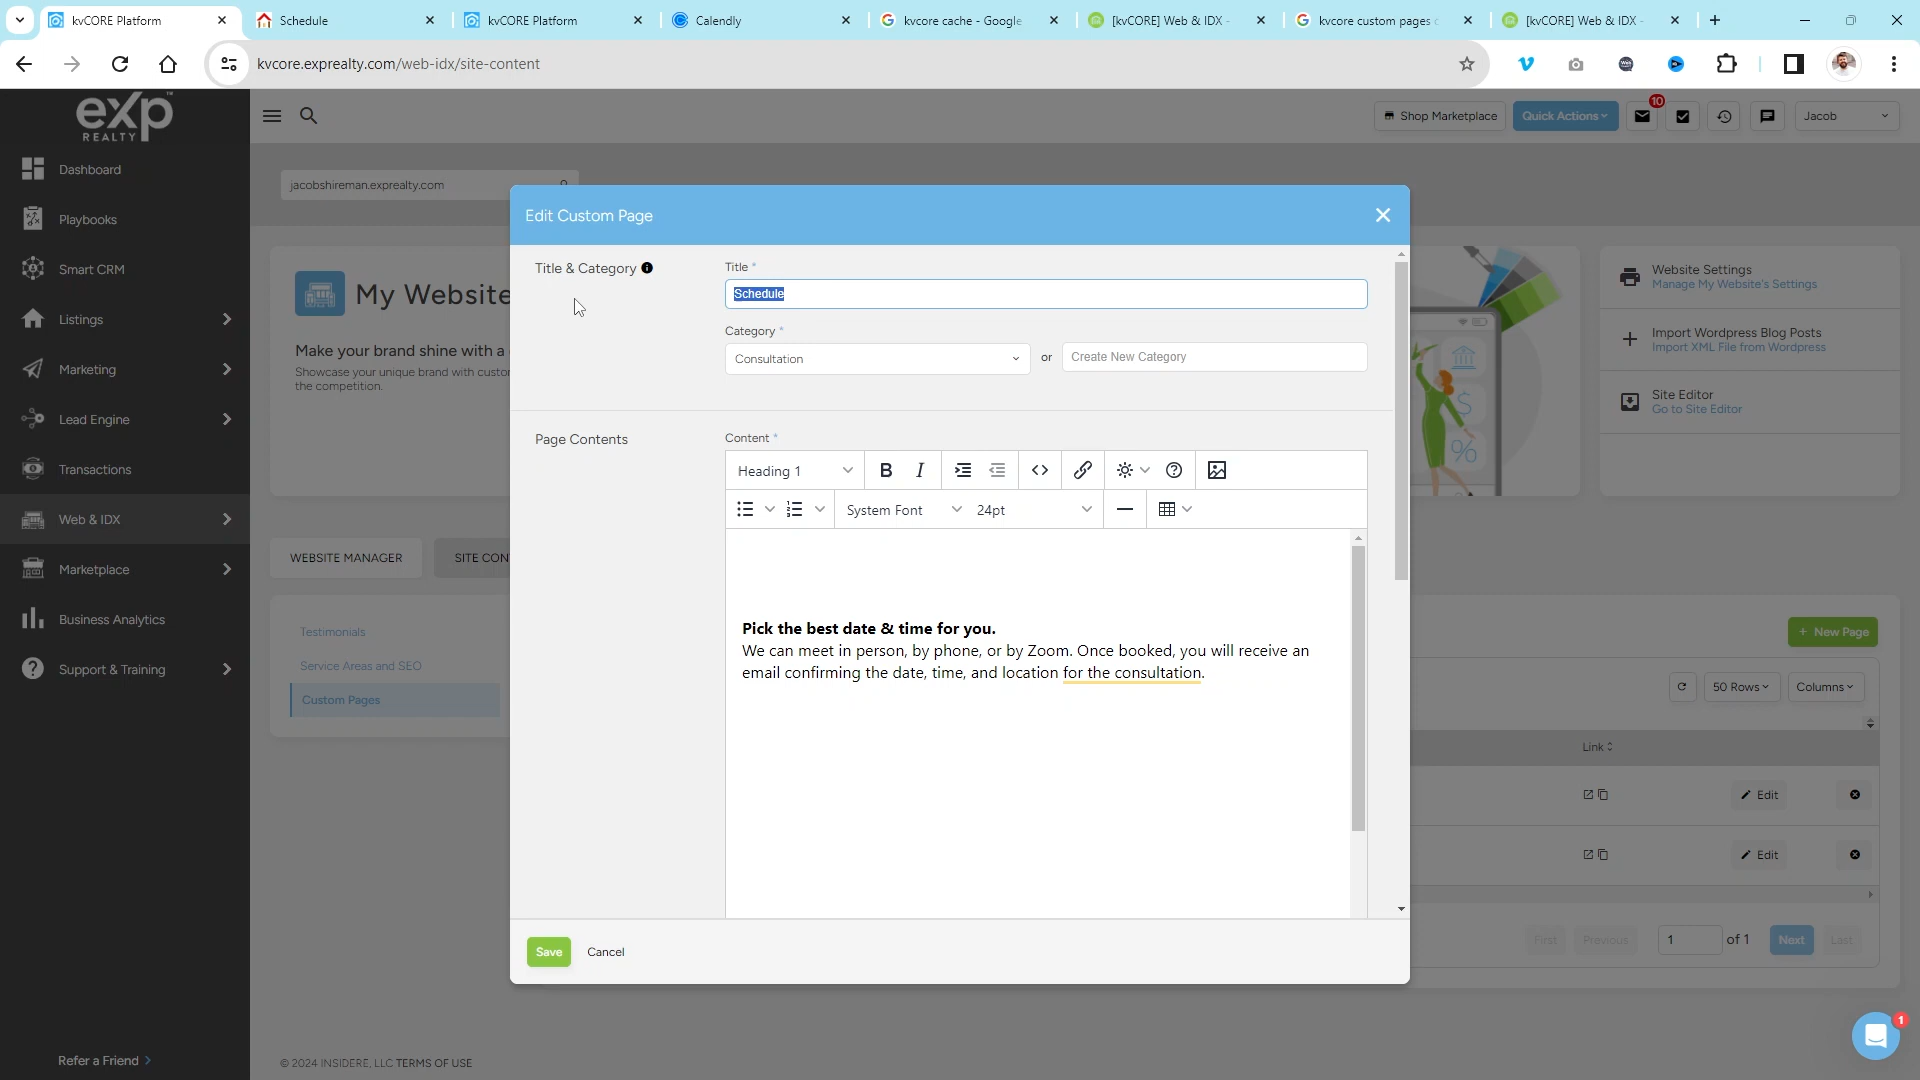 kvCORE Platform
Schedule
kvCORE Platform
Calendly
kvcore cache - Google
[kvCORE] Web & IDX -
kvcore custom pages
[kvCORE] Web & IDX -
kvcore.exprealty.com/web-idx/site-content
eXp
REALTY
Dashboard
Playbooks
Smart CRM
Listings
Marketing
Lead Engine
Transactions
Web & IDX
Marketplace
Business Analytics
Support & Training
Refer a Friend
Shop Marketplace
Quick Actions
10
Jacob
jacobshireman.exprealty.com
My Website
Make your brand shine with a
Showcase your unique brand with custo
the competition.
WEBSITE MANAGER
SITE CON
Testimonials
Service Areas and SEO
Custom Pages
Edit Custom Page
Title & Category
Title *
Schedule
Category *
Consultation
or
Create New Category
Page Contents
Content *
Heading 1
B
I
System Font
24pt
Pick the best date & time for you.
We can meet in person, by phone, or by Zoom. Once booked, you will receive an
email confirming the date, time, and location for the consultation.
Save
Cancel
Website Settings
Manage My Website's Settings
Import Wordpress Blog Posts
Import XML File from Wordpress
Site Editor
Go to Site Editor
+ New Page
50 Rows
Columns
Link
Edit
Edit
First
Previous
1
of 1
Next
Last
1
© 2024 INSIDERE, LLC TERMS OF USE